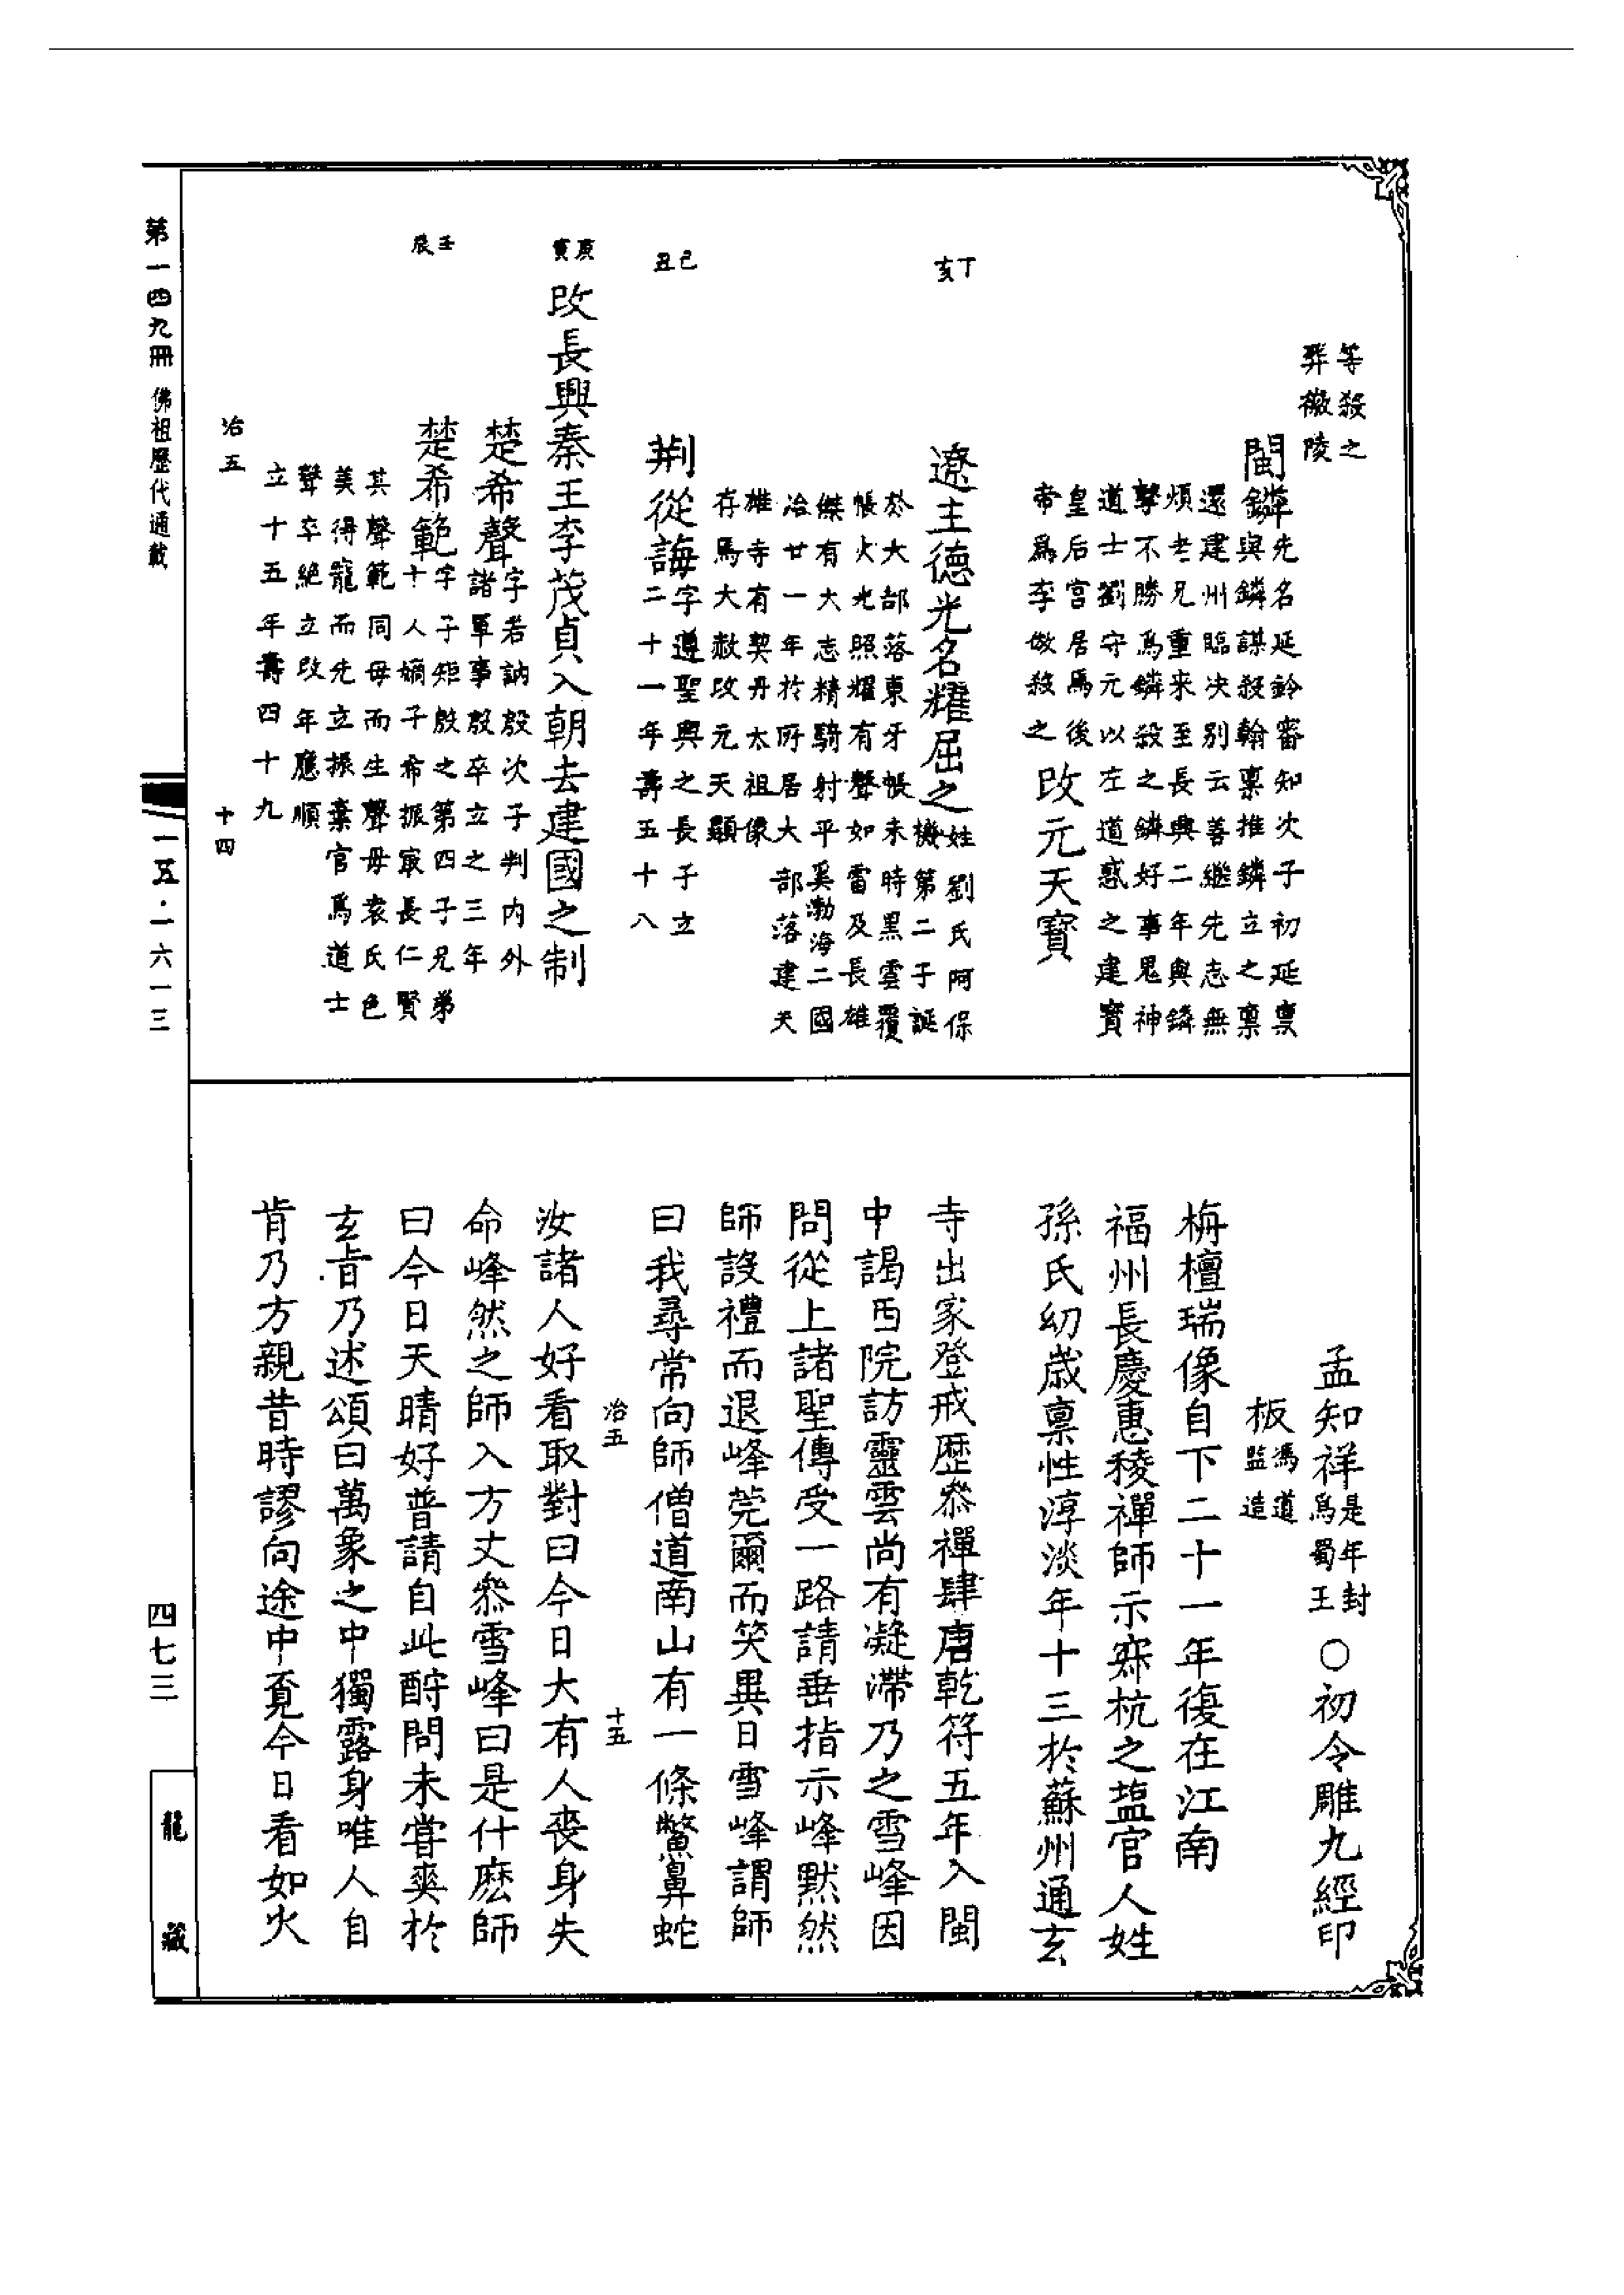 等殺之
葬徽陵
閩鏻先名延鈴審知次子初延稟
與鏻謀殺翰稟推鏻立之稟
還建州臨決別云善繼先志無
煩老兄重來至長興二年與鏻
擊不勝爲鏻殺之鏻好事鬼神
道士劉守元以左道惑之建寶
皇后宫居焉後
帝爲李倣殺之
改元天寶
丁亥
遼主德光名耀屈之姓劉氏阿保
機第二子誕
於大部落東牙帳未時黒雲覆
帳火光照耀有聲如雷及長雄
傑有大志精騎射平奚渤海二國
治廿一年於府居大部落建天
雄寺有契丹太祖像
存馬大赦改元天顯
己丑
荆從誨字遵聖興之長子立
二十一年壽五十八
庚寅
改長興秦王李茂貞入朝去建國之制
楚希聲字若訥殷次子判内外
諸軍事殷卒立之三年
壬辰
楚希範字子矩殷之第四子兄弟
十人嫡子希振㝡長仁賢
其聲範同母而生聲母袁氏色
美得寵而先立振棄官爲道士
聲卒絶立改年應順
立十五年壽四十九
治五
十四
孟知祥是年封
爲蜀王
○初令雕九經印
板馮道
監造
栴檀瑞像自下二十一年復在江南
福州長慶惠稜禪師示寂杭之塩官人姓
孫氏幼歲稟性淳淡年十三於蘇州通玄
寺出家登戒歷叅禪肆唐乾符五年入閩
中謁西院訪靈雲尚有凝滯乃之雪峰因
問從上諸聖傳受一路請垂指示峰黙然
師設禮而退峰莞爾而笑異日雪峰謂師
曰我尋常向師僧道南山有一條鱉鼻蛇
治五
十五
汝諸人好看取對曰今日大有人喪身失
命峰然之師入方丈叅雪峰曰是什麽師
曰今日天晴好普請自此酧問未甞爽於
玄旨乃述頌曰萬象之中獨露身唯人自
肯乃方親昔時謬向途中覓今日看如火
第一四九冊 佛祖歷代通載
一五·一六一三
四七三
龍藏